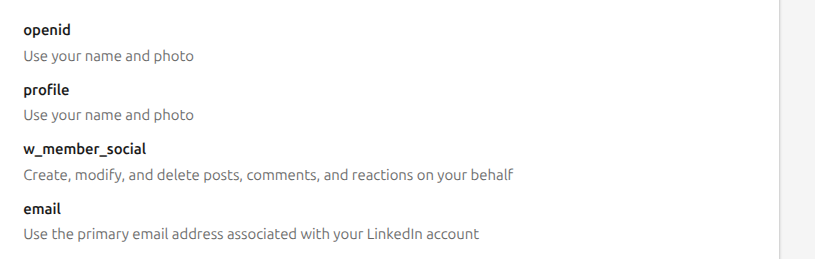 openid
Use your name and photo
profile
Use your name and photo
w_member_social
Create, modify, and delete posts, comments, and reactions on your behalf
email
Use the primary email address associated with your LinkedIn account